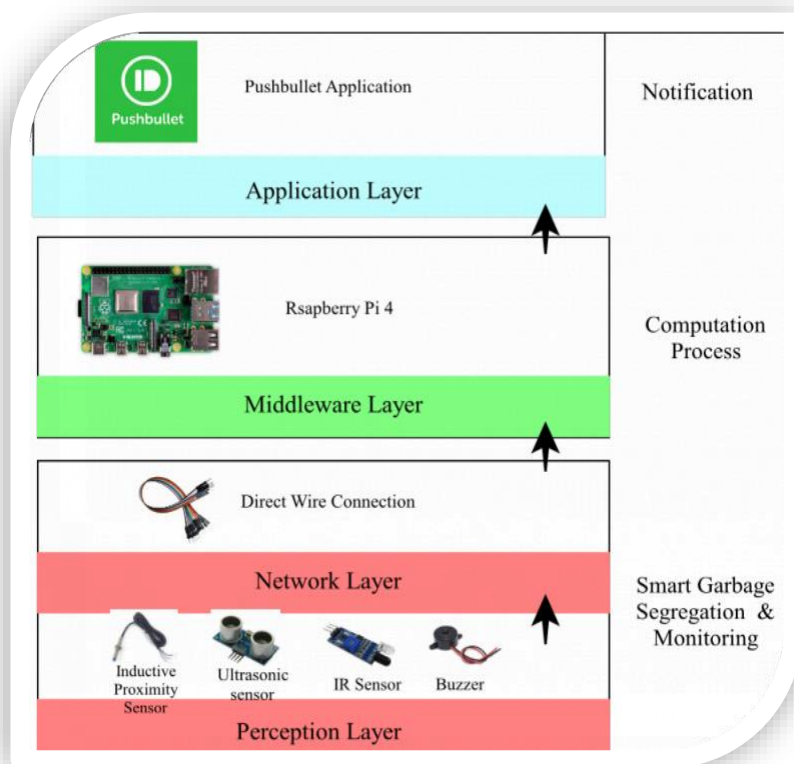 Pushbullet
Pushbullet Application
Notification
Application Layer
Rsapberry Pi 4
Computation
Process
Middleware Layer
Direct Wire Connection
Network Layer
Smart Garbage
Segregation &
Monitoring
Inductive
Proximity
Sensor
Ultrasonic
sensor
IR Sensor
Buzzer
Perception Layer